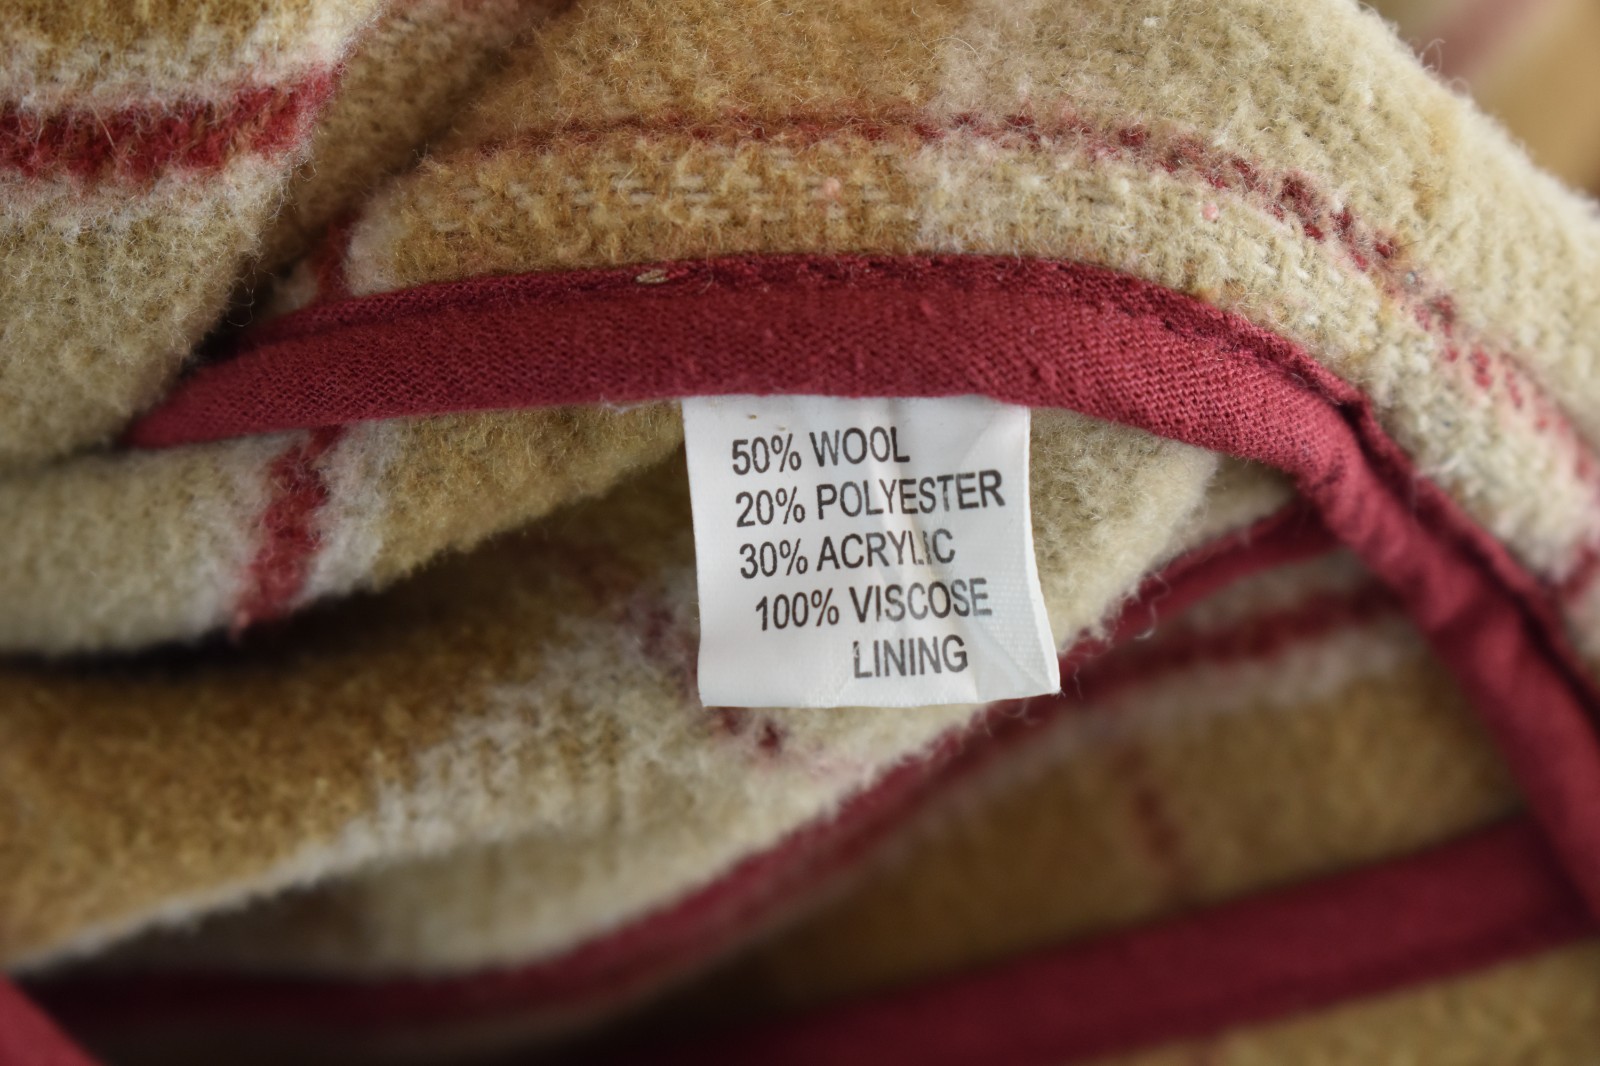 50% WOOL
20% POLYESTER
30% ACRYLIC
100% VISCOSE
LINING